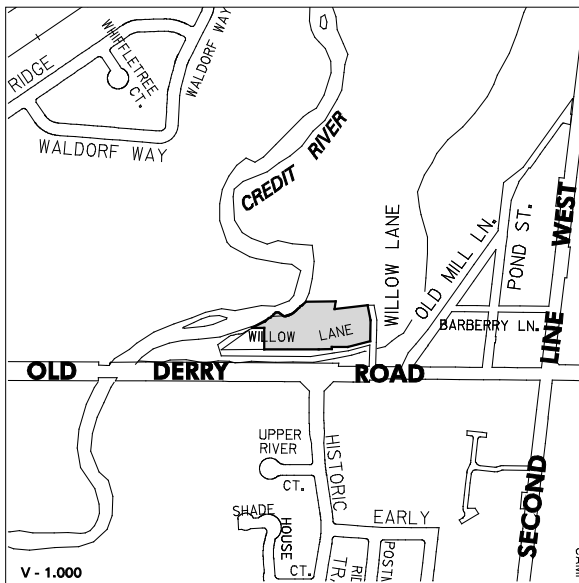 RIDGE
WHIFFLETREE
CT.
WALDORF WAY
WALDORF WAY
CREDIT RIVER
WILLOW LANE
OLD MILL LN.
POND ST.
SECOND LINE WEST
WILLOW LANE
BARBERRY LN.
OLD DERRY ROAD
UPPER
RIVER
CT.
HISTORIC
SHADE
HOUSE
CT.
EARLY
TR.
V - 1.000